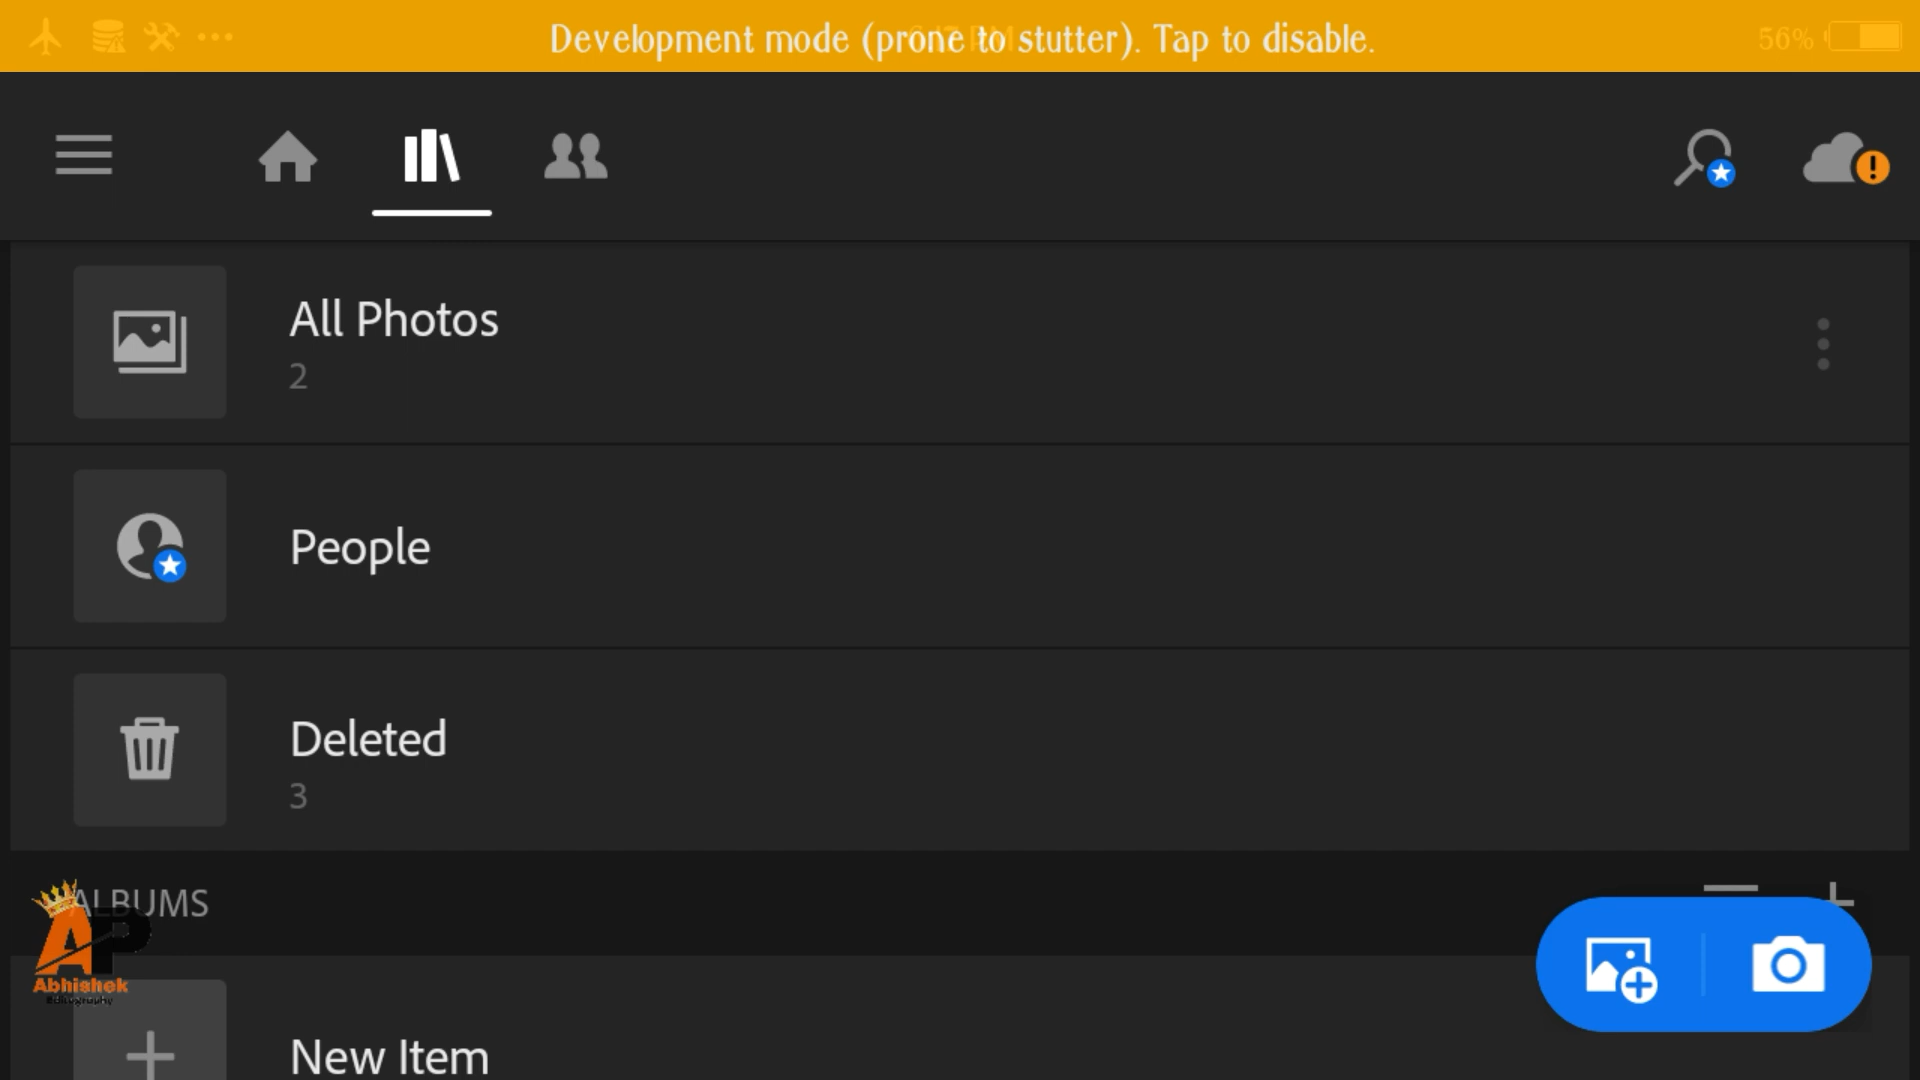 Development mode (prone to stutter). Tap to disable.
56%
All Photos
2
People
Deleted
3
ALBUMS
AP
Abhishek
New Item